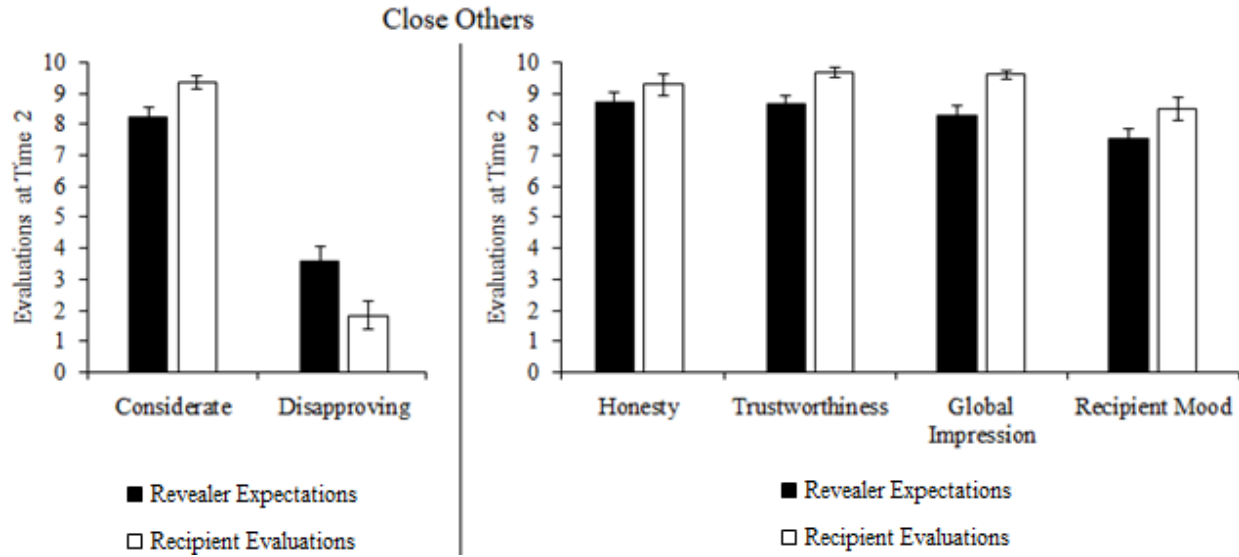 Close Others
Evaluations at Time 2
10
9
8
7
6
5
4
3
2
1
0
Considerate
Disapproving
Revealer Expectations
Recipient Evaluations
Evaluations at Time 2
10
9
8
7
6
5
4
3
2
1
0
Honesty
Trustworthiness
Global
Impression
Recipient Mood
Revealer Expectations
Recipient Evaluations